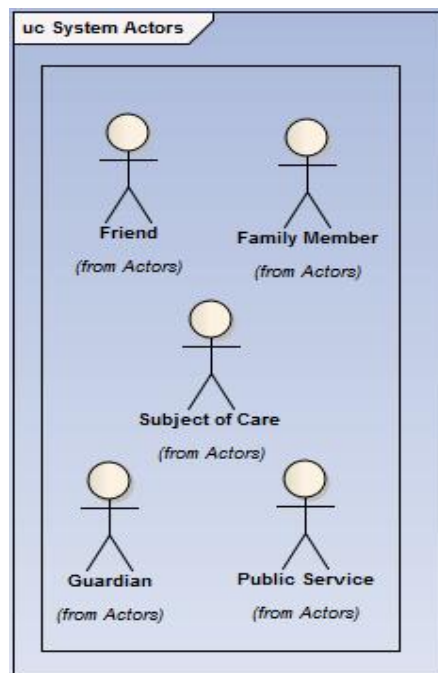 uc System Actors
Friend
(from Actors)
Family Member
(from Actors)
Subject of Care
(from Actors)
Guardian
(from Actors)
Public Service
(from Actors)